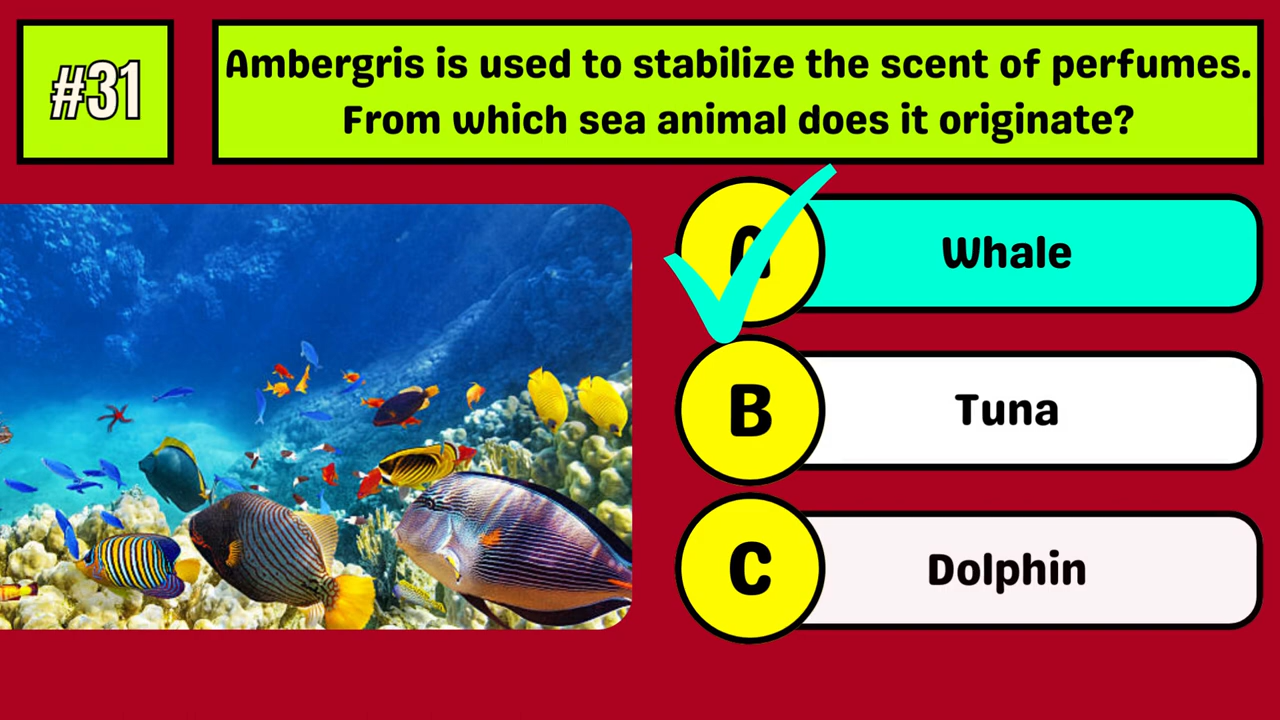 #31
Ambergris is used to stabilize the scent of perfumes.
From which sea animal does it originate?
A
Whale
B
Tuna
C
Dolphin